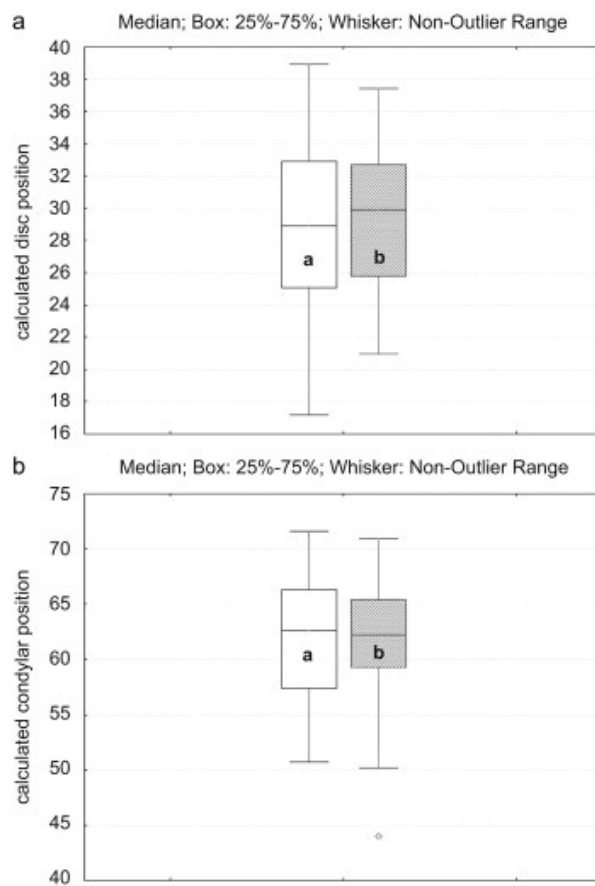 a
Median; Box: 25%-75%; Whisker: Non-Outlier Range
calculated disc position
40
38
36
34
32
30
28
26
24
22
20
18
16
a
b
b
Median; Box: 25%-75%; Whisker: Non-Outlier Range
calculated condylar position
75
70
65
60
55
50
45
40
a
b